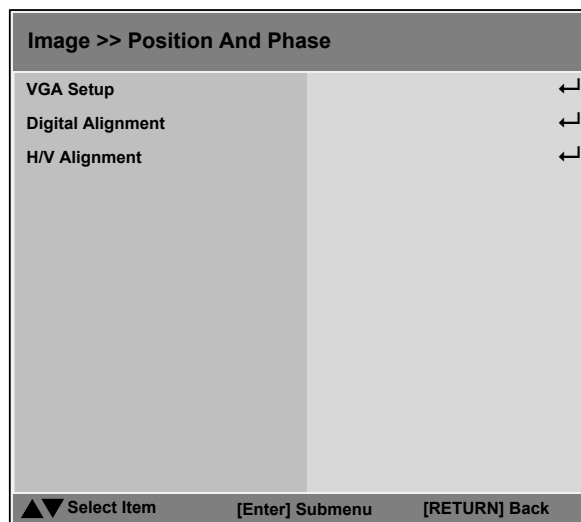 Image >> Position And Phase
VGA Setup
Digital Alignment
H/V Alignment
Select Item [Enter] Submenu [RETURN] Back